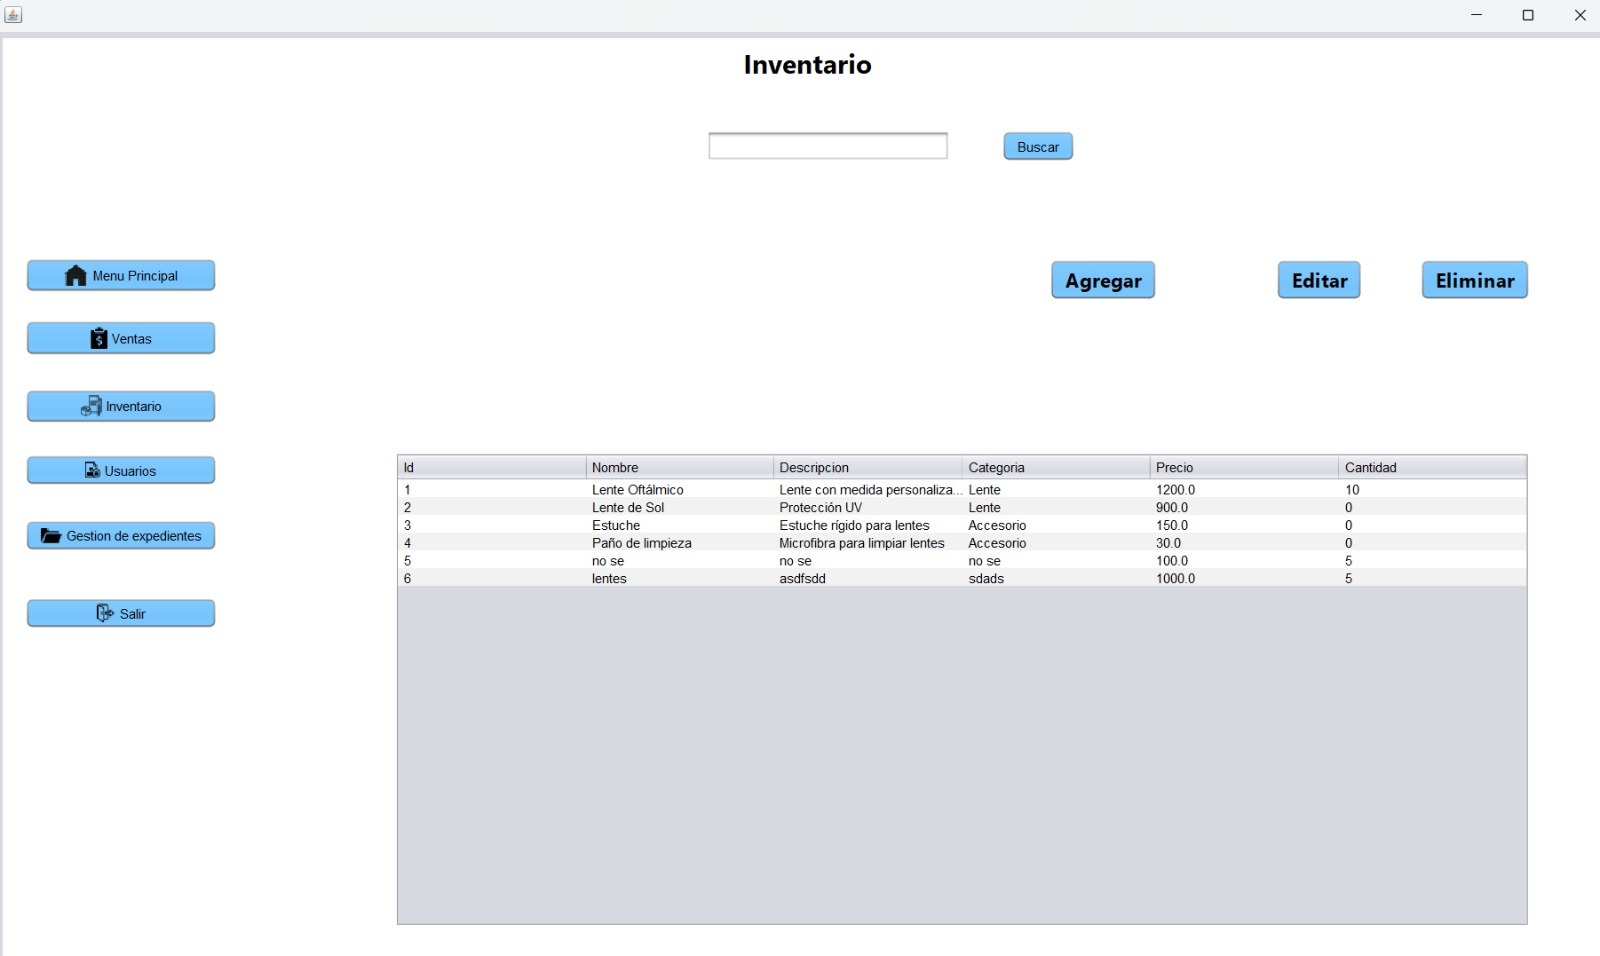 Inventario
Buscar
Menu Principal
Ventas
Inventario
Usuarios
Gestion de expedientes
Salir
Agregar Editar Eliminar
Id Nombre Descripcion Categoria Precio Cantidad
1 Lente Oftálmico Lente con medida personaliza... Lente 1200.0 10
2 Lente de Sol Protección UV Lente 900.0 0
3 Estuche Estuche rígido para lentes Accesorio 150.0 0
4 Paño de limpieza Microfibra para limpiar lentes Accesorio 30.0 0
5 no se no se no se 100.0 5
6 lentes asdfsdd sdads 1000.0 5